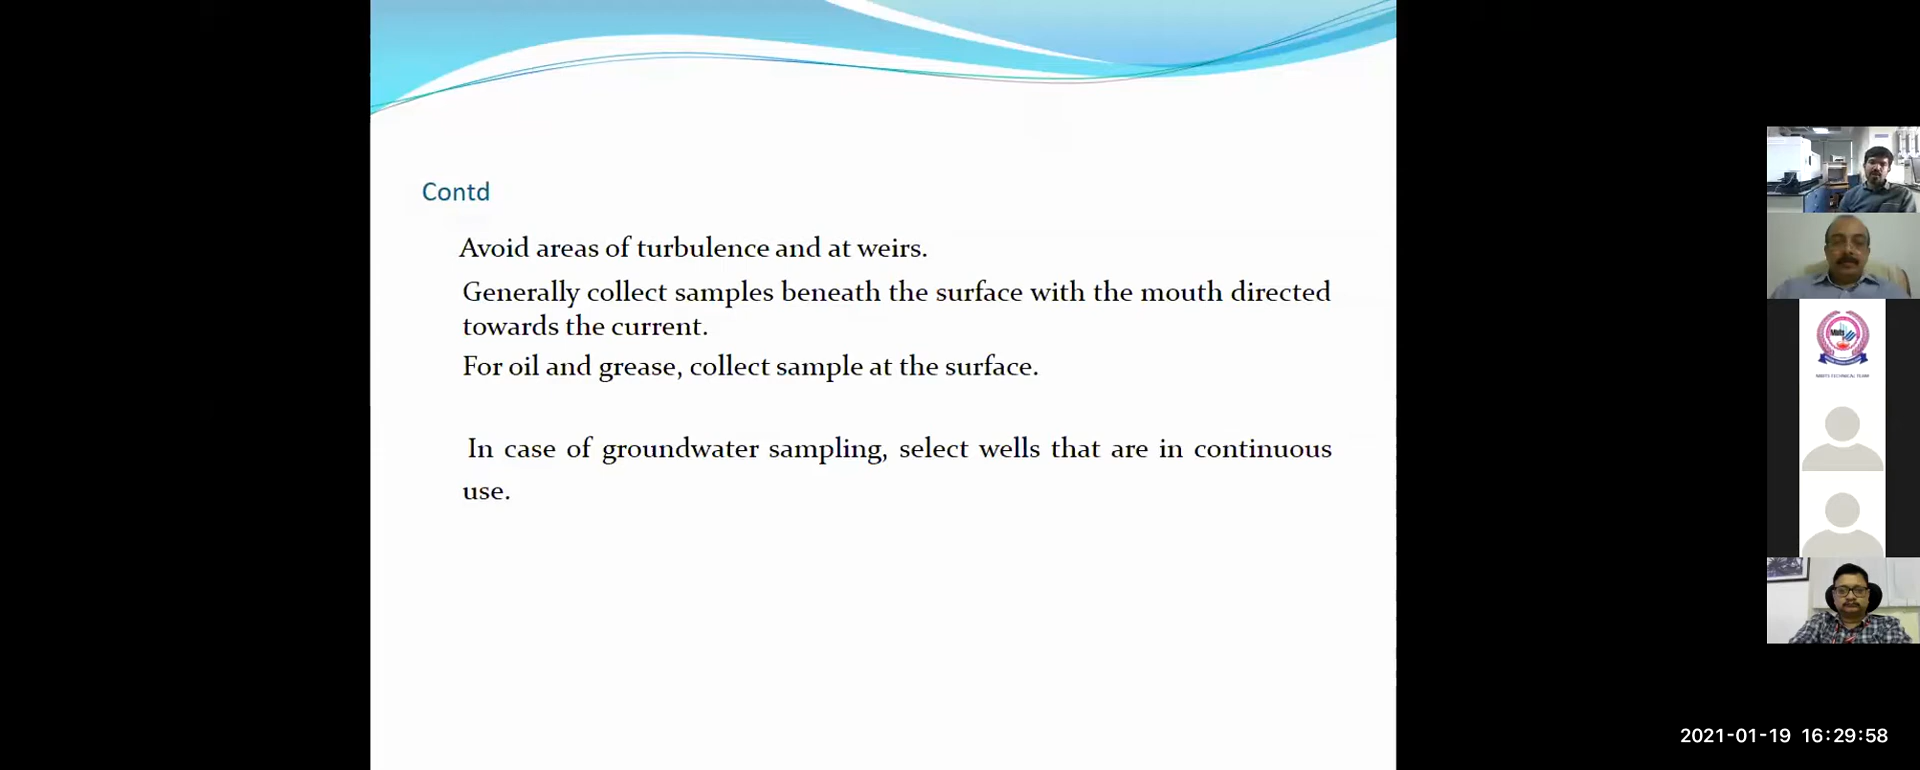 Contd
Avoid areas of turbulence and at weirs.
Generally collect samples beneath the surface with the mouth directed
towards the current.
For oil and grease, collect sample at the surface.
In case of groundwater sampling, select wells that are in continuous
use.
2021-01-19 16:29:58